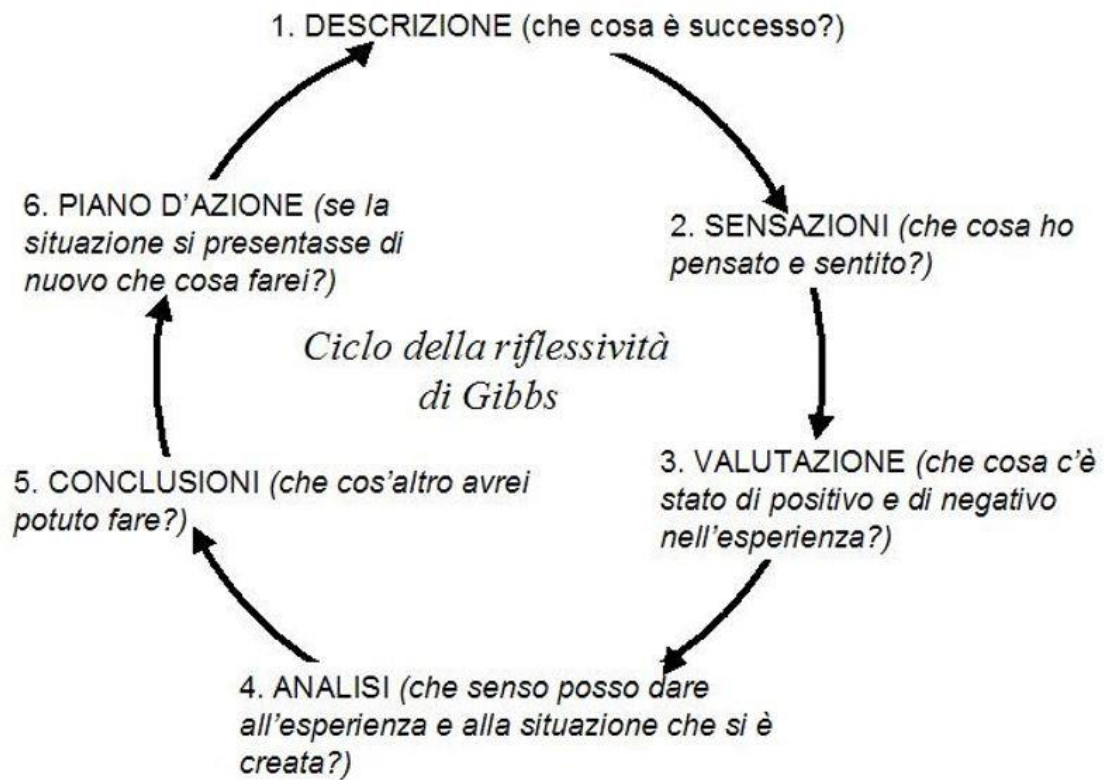 1. DESCRIZIONE (che cosa è successo?)
2. SENSAZIONI (che cosa ho
pensato e sentito?)
3. VALUTAZIONE (che cosa c'è
stato di positivo e di negativo
nell'esperienza?)
4. ANALISI (che senso posso dare
all'esperienza e alla situazione che si è
creata?)
5. CONCLUSIONI (che cos'altro avrei
potuto fare?)
6. PIANO D'AZIONE (se la
situazione si presentasse di
nuovo che cosa farei?)
Ciclo della riflessività
di Gibbs